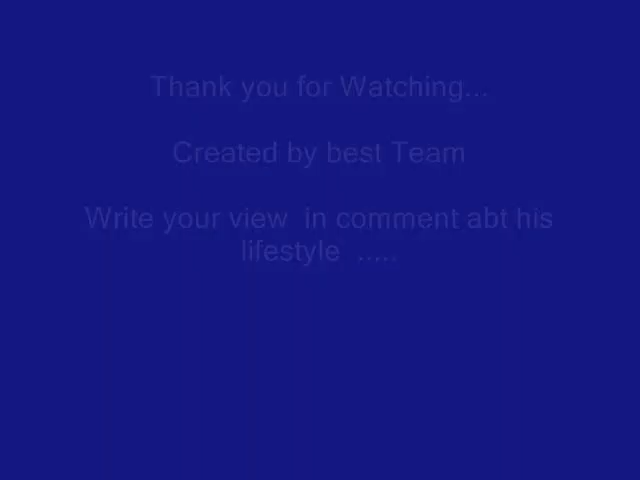 Thank you for Watching...
Created by best Team
Write your view  in comment abt his
lifestyle  .....